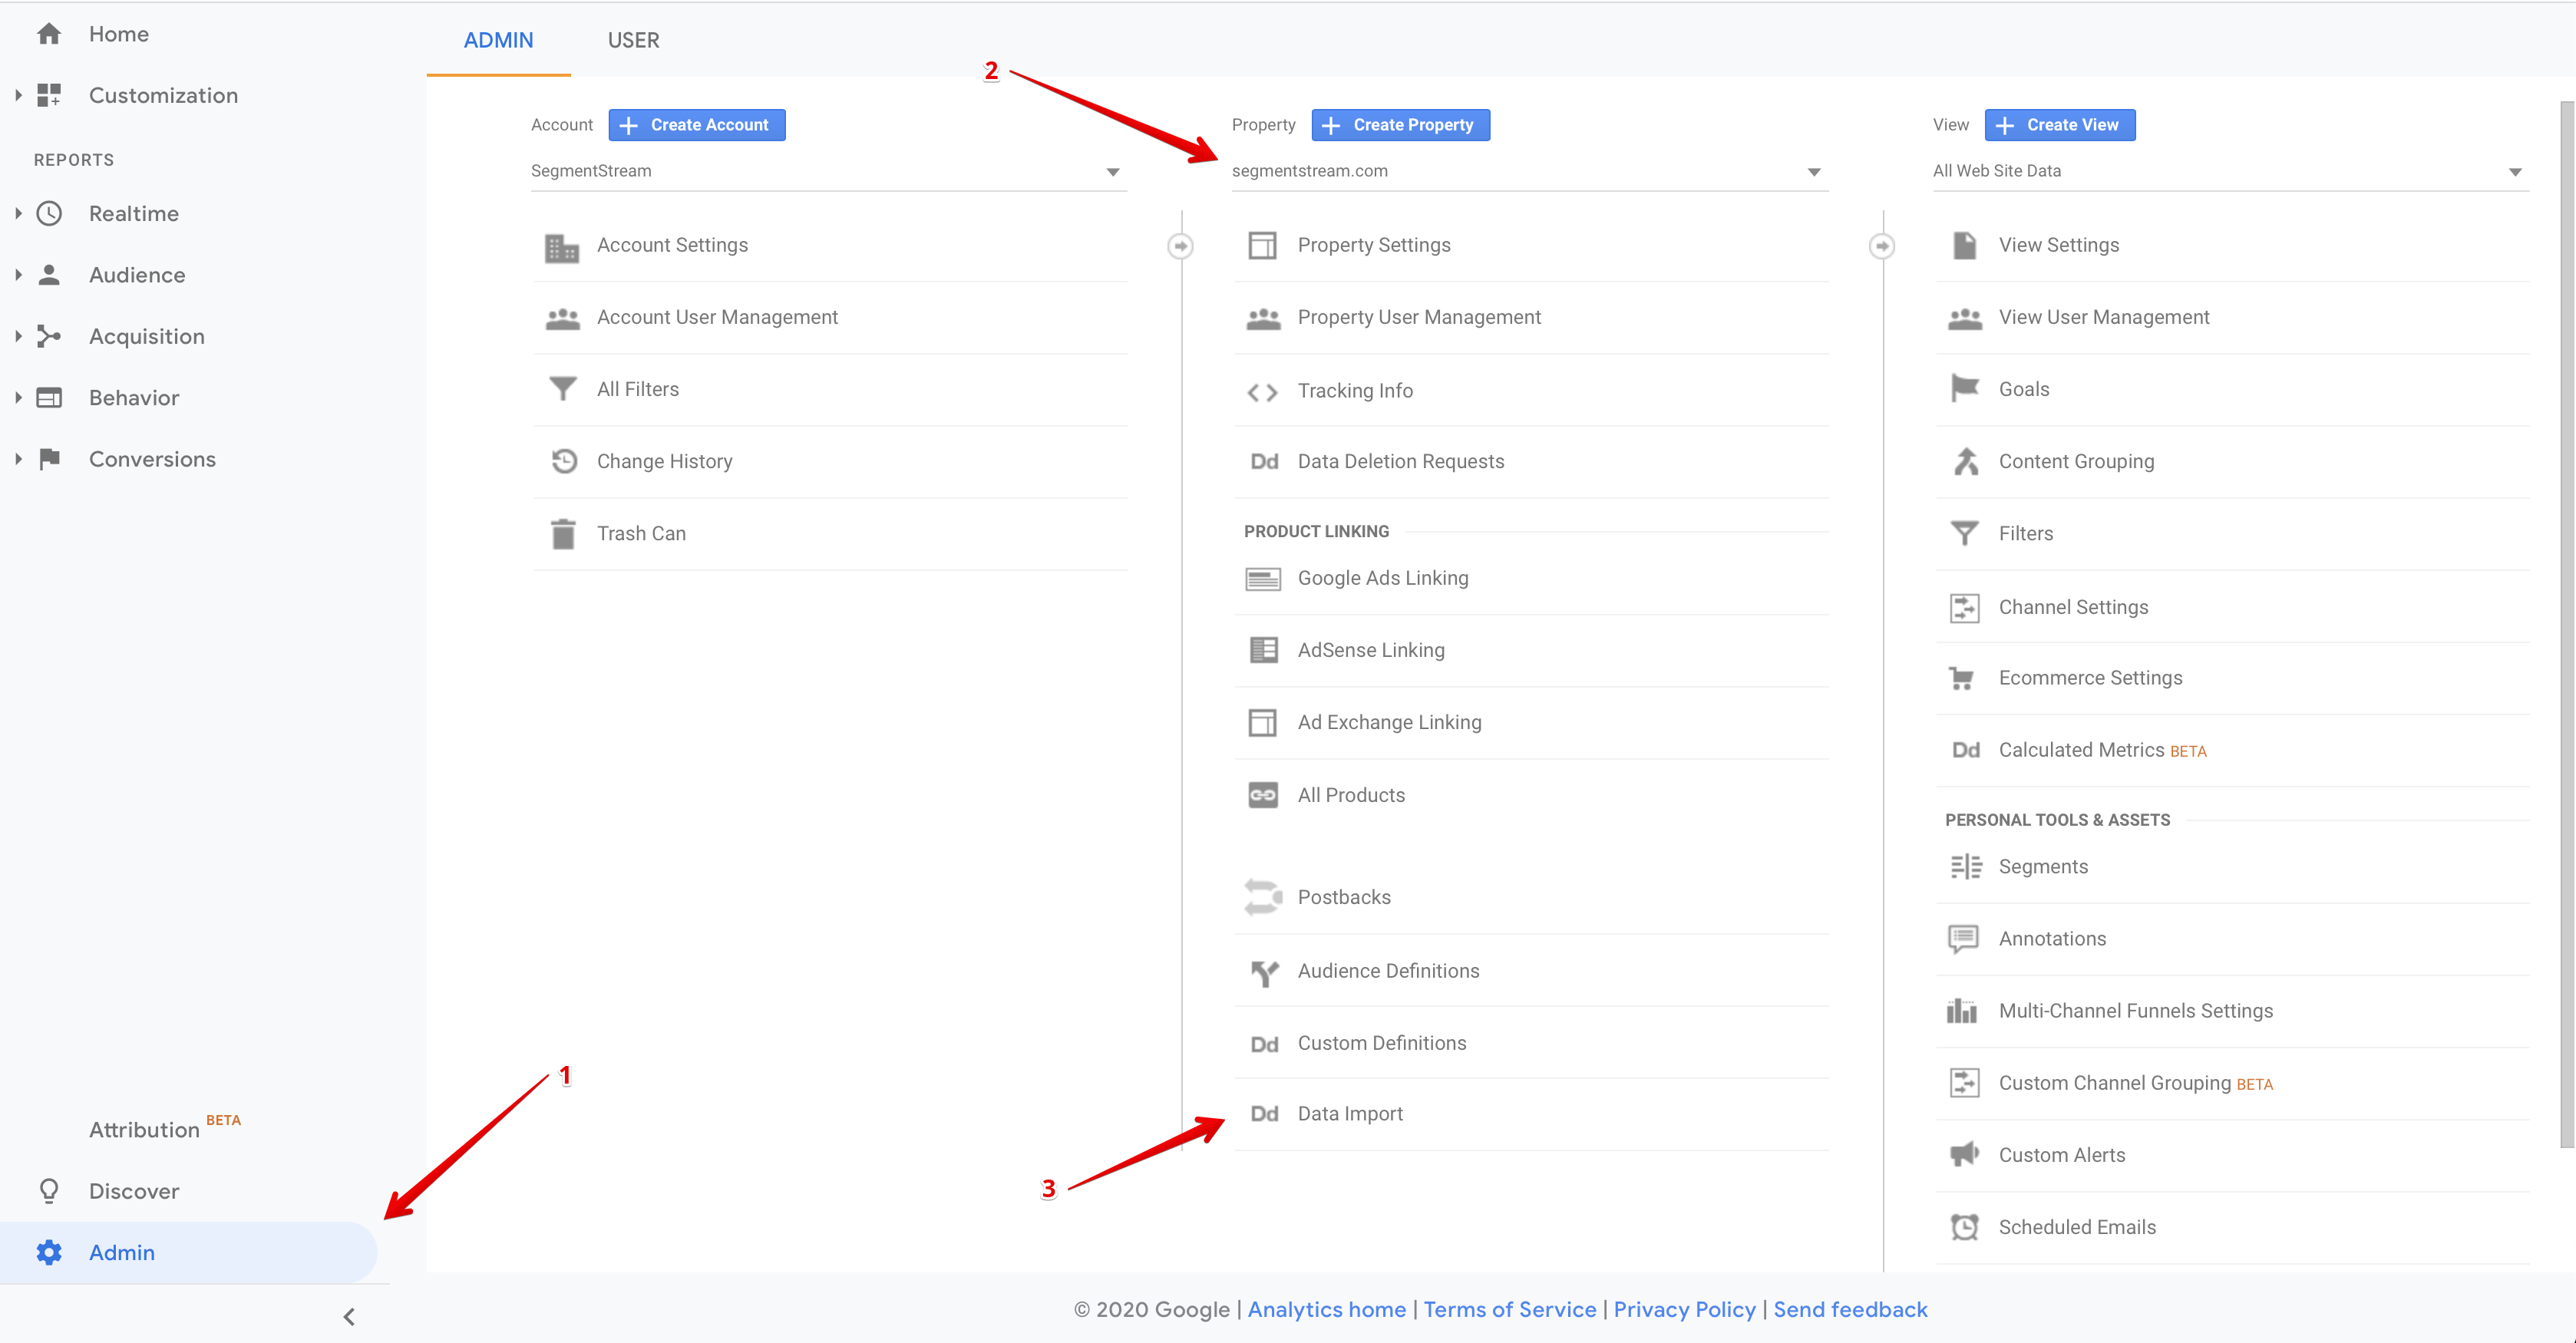 Home
Customization
REPORTS
Realtime
Audience
Acquisition
Behavior
Conversions
Attribution BETA
Discover
Admin
ADMIN
USER
1
2
3
Account
Create Account
SegmentStream
Account Settings
Account User Management
All Filters
Change History
Trash Can
Property
Create Property
segmentstream.com
Property Settings
Property User Management
Tracking Info
Dd Data Deletion Requests
PRODUCT LINKING
Google Ads Linking
AdSense Linking
Ad Exchange Linking
All Products
Postbacks
Audience Definitions
Dd Custom Definitions
Dd Data Import
View
Create View
All Web Site Data
View Settings
View User Management
Goals
Content Grouping
Filters
Channel Settings
Ecommerce Settings
Dd Calculated Metrics BETA
PERSONAL TOOLS & ASSETS
Segments
Annotations
Multi-Channel Funnels Settings
Custom Channel Grouping BETA
Custom Alerts
Scheduled Emails
© 2020 Google | Analytics home | Terms of Service | Privacy Policy | Send feedback